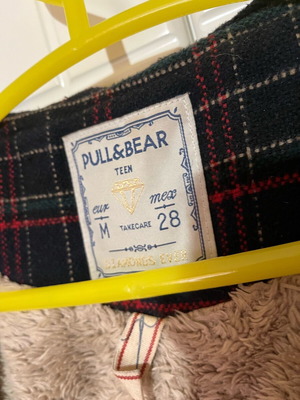 PULL&BEAR
TEEN
eur mex
M TAKECARE 28